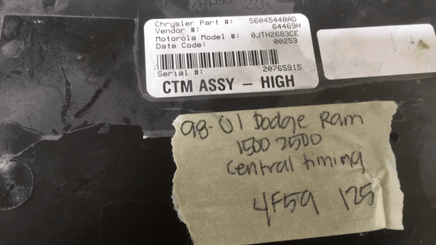 Chrysler Part #: 56045448AD
Vendor #: 64469H
Motorola Model #: 0JTH26B3CE
Date Code: 00253
Serial #: 20765915
CTM ASSY - HIGH
98-01 Dodge Ram
1500 2500
central timing
4F59 125